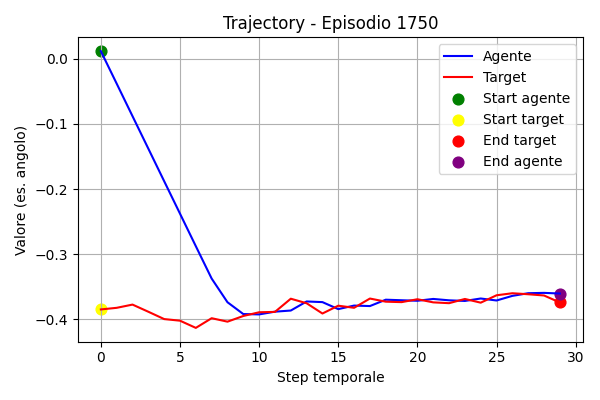 Trajectory - Episodio 1750
Agente
Target
Start agente
Start target
End target
End agente
Valore (es. angolo)
0.0
−0.1
−0.2
−0.3
−0.4
0 5 10 15 20 25 30
Step temporale